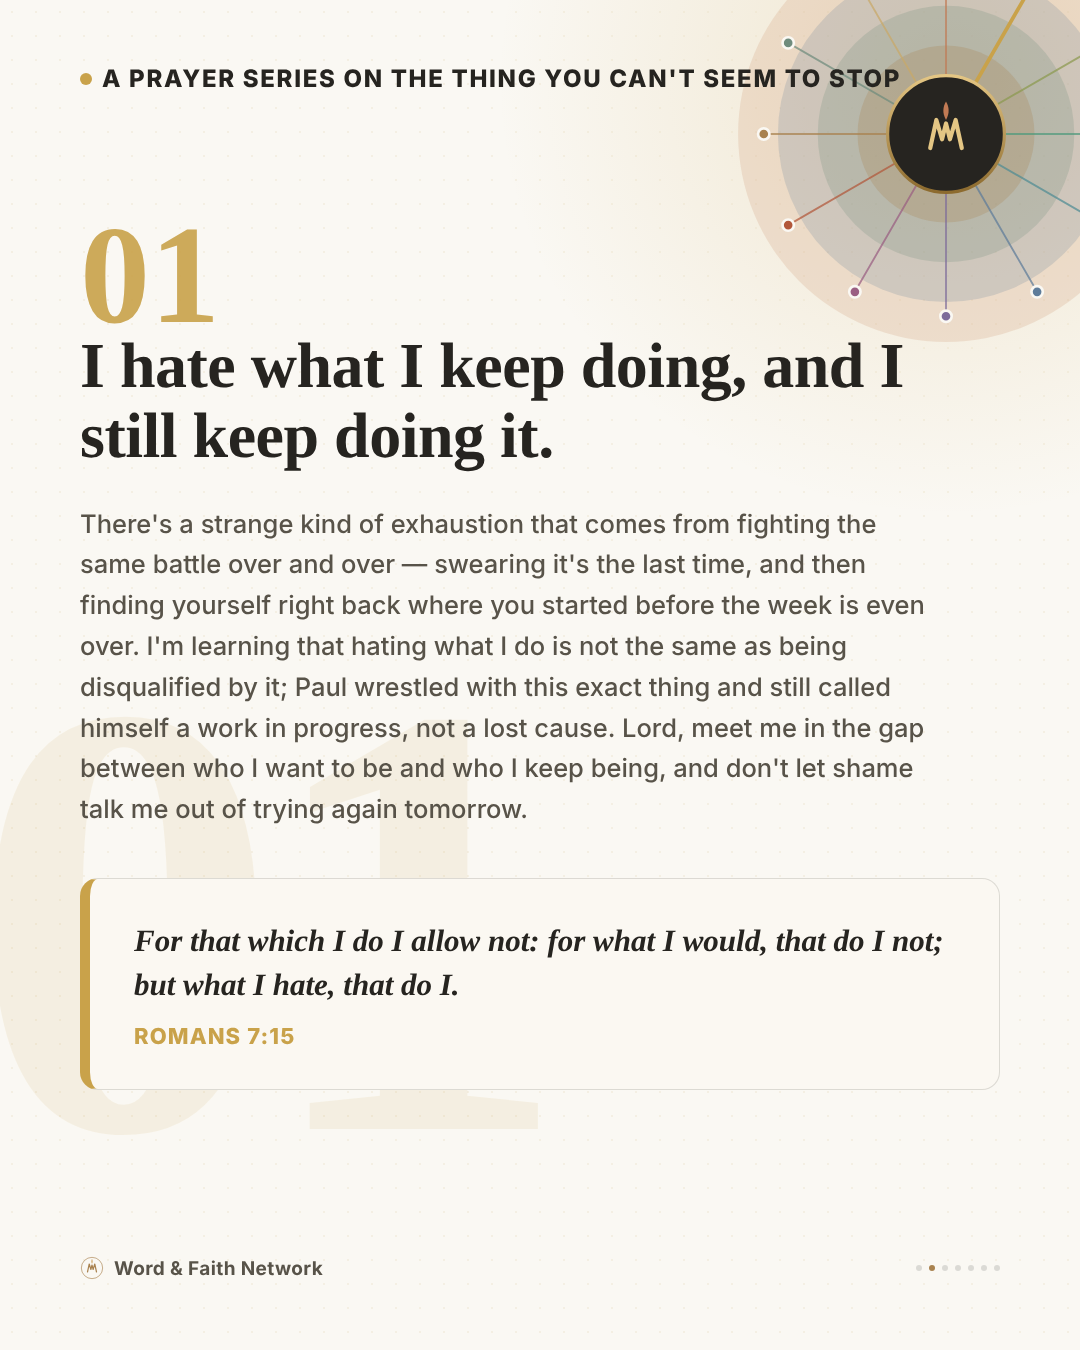 A PRAYER SERIES ON THE THING YOU CAN'T SEEM TO STOP
01
I hate what I keep doing, and I
still keep doing it.
There's a strange kind of exhaustion that comes from fighting the
same battle over and over — swearing it's the last time, and then
finding yourself right back where you started before the week is even
over. I'm learning that hating what I do is not the same as being
disqualified by it; Paul wrestled with this exact thing and still called
himself a work in progress, not a lost cause. Lord, meet me in the gap
between who I want to be and who I keep being, and don't let shame
talk me out of trying again tomorrow.
01
For that which I do I allow not: for what I would, that do I not;
but what I hate, that do I.
ROMANS 7:15
Word & Faith Network